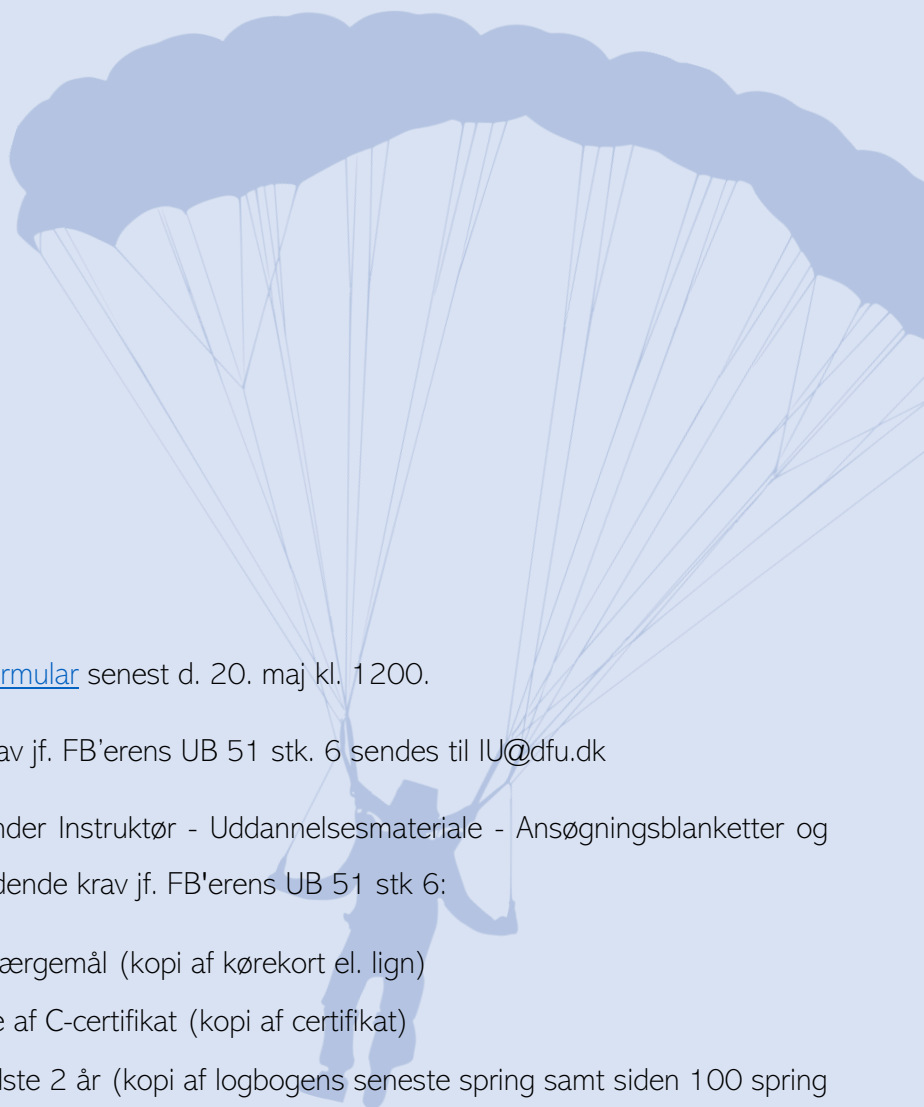 rmular senest d. 20. maj kl. 1200.
av jf. FB’erens UB 51 stk. 6 sendes til IU@dfu.dk
nder Instruktør - Uddannelsesmateriale - Ansøgningsblanketter og
dende krav jf. FB'erens UB 51 stk 6:
ærgemål (kopi af kørekort el. lign)
e af C-certifikat (kopi af certifikat)
dste 2 år (kopi af logbogens seneste spring samt siden 100 spring